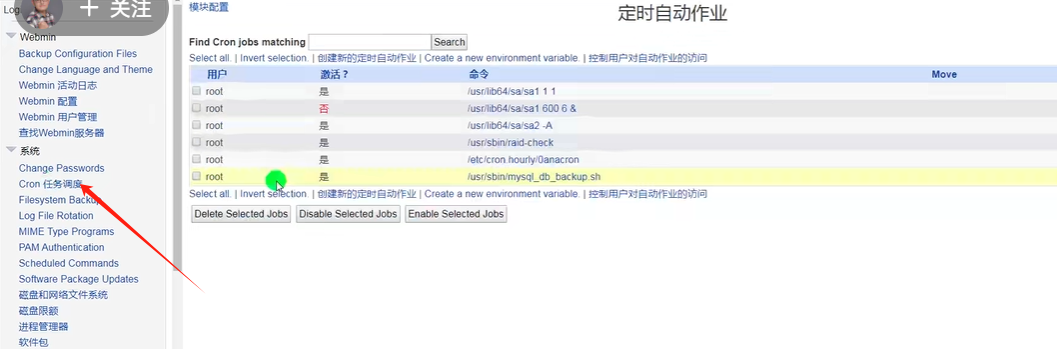 Log
关注
Webmin
Backup Configuration Files
Change Language and Theme
Webmin 活动日志
Webmin 配置
Webmin 用户管理
查找Webmin服务器
系统
Change Passwords
Cron 任务调度
Filesystem Backup
Log File Rotation
MIME Type Programs
PAM Authentication
Scheduled Commands
Software Package Updates
磁盘和网络文件系统
磁盘限额
进程管理器
软件包
模块配置
定时自动作业
Find Cron jobs matching Search
Select all. | Invert selection. | 创建新的定时自动作业 | Create a new environment variable. | 控制用户对自动作业的访问
用户 激活？ 命令 Move
root 是 /usr/lib64/sa/sa1 1 1
root 否 /usr/lib64/sa/sa1 600 6 &
root 是 /usr/lib64/sa/sa2 -A
root 是 /usr/sbin/raid-check
root 是 /etc/cron.hourly/0anacron
root 是 /usr/sbin/mysql_db_backup.sh
Select all. | Invert selection. | 创建新的定时自动作业 | Create a new environment variable. | 控制用户对自动作业的访问
Delete Selected Jobs Disable Selected Jobs Enable Selected Jobs